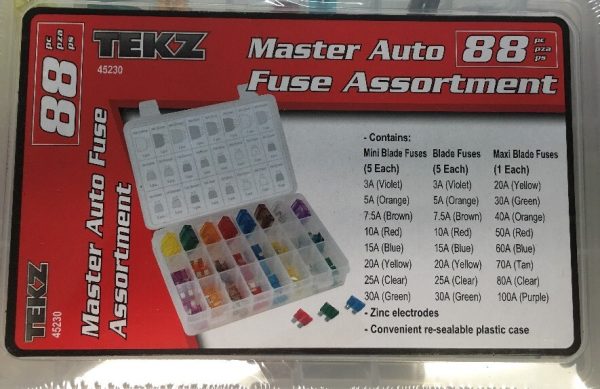 TEKZ
45230
Master Auto
Fuse Assortment
88 pc
pza
ps
88 pc
pza
ps
Master Auto Fuse
Assortment
TEKZ
45230
- Contains:
Mini Blade Fuses Blade Fuses Maxi Blade Fuses
(5 Each) (5 Each) (1 Each)
3A (Violet) 3A (Violet) 20A (Yellow)
5A (Orange) 5A (Orange) 30A (Green)
7.5A (Brown) 7.5A (Brown) 40A (Orange)
10A (Red) 10A (Red) 50A (Red)
15A (Blue) 15A (Blue) 60A (Blue)
20A (Yellow) 20A (Yellow) 70A (Tan)
25A (Clear) 25A (Clear) 80A (Clear)
30A (Green) 30A (Green) 100A (Purple)
- Zinc electrodes
- Convenient re-sealable plastic case